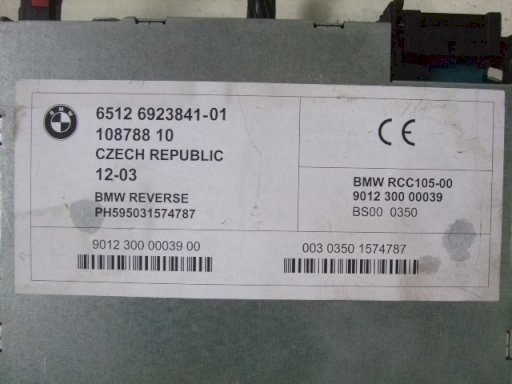 BMW
6512 6923841-01
108788 10
CZECH REPUBLIC
12-03
BMW REVERSE
PH595031574787
CE
BMW RCC105-00
9012 300 00039
BS00 0350
9012 300 00039 00
003 0350 1574787